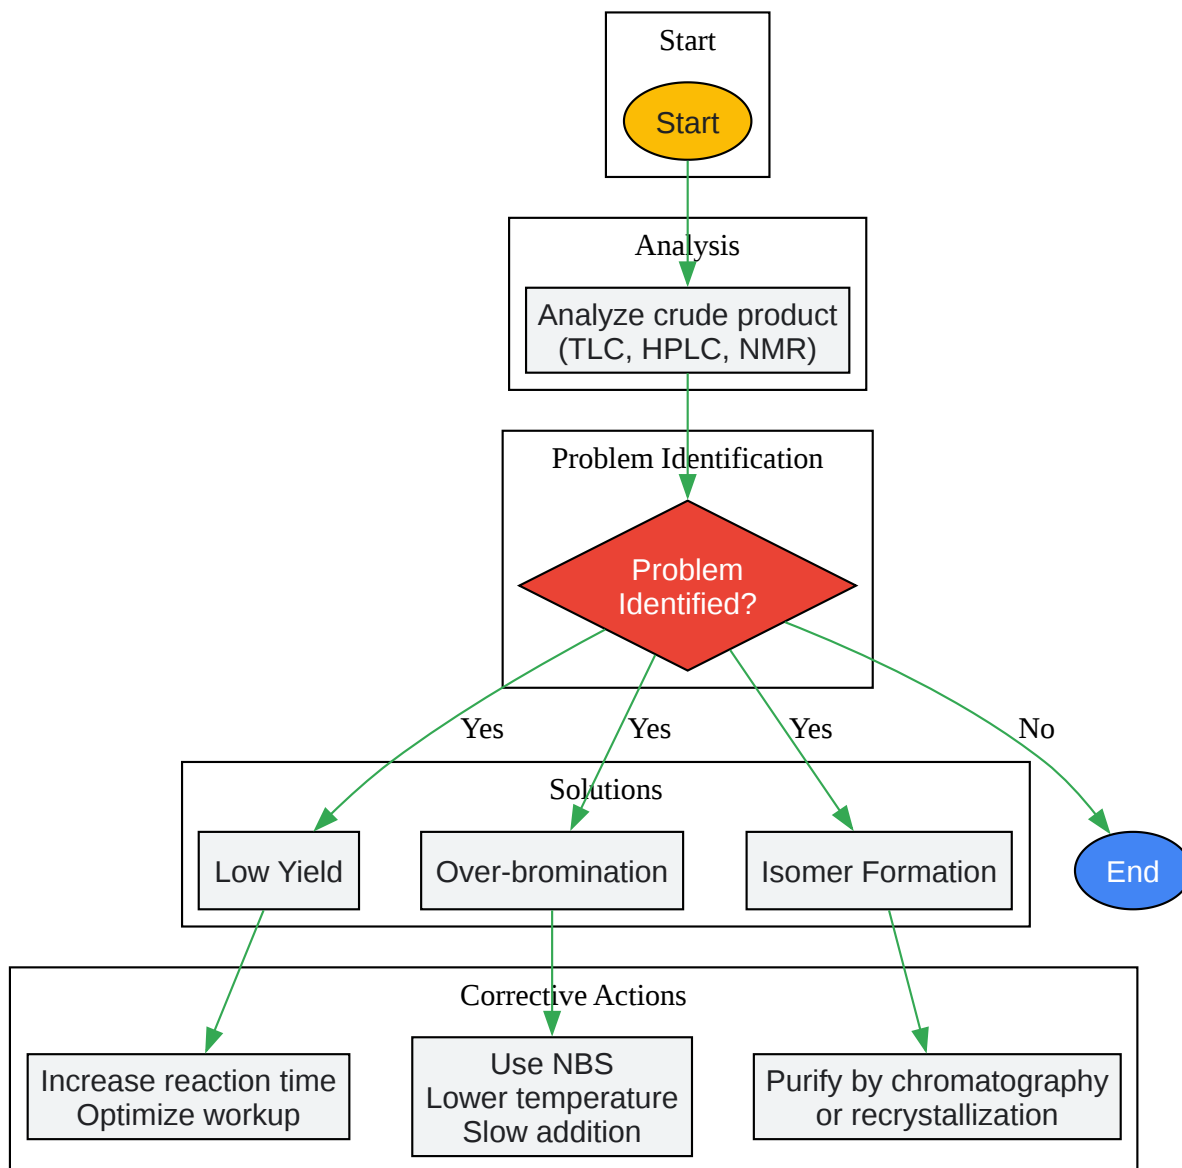 Start
Start
Analysis
Analyze crude product
(TLC, HPLC, NMR)
Problem Identification
Problem
Identified?
Yes
Yes
Yes
No
Solutions
Low Yield
Over-bromination
Isomer Formation
End
Corrective Actions
Increase reaction time
Optimize workup
Use NBS
Lower temperature
Slow addition
Purify by chromatography
or recrystallization